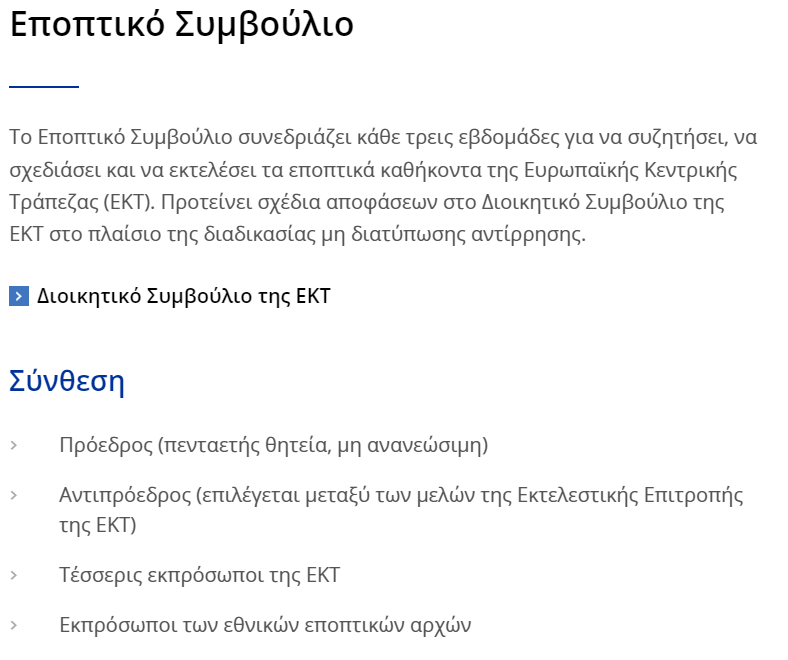 Εποπτικό Συμβούλιο
Το Εποπτικό Συμβούλιο συνεδριάζει κάθε τρεις εβδομάδες για να συζητήσει, να
σχεδιάσει και να εκτελέσει τα εποπτικά καθήκοντα της Ευρωπαϊκής Κεντρικής
Τράπεζας (ΕΚΤ). Προτείνει σχέδια αποφάσεων στο Διοικητικό Συμβούλιο της
ΕΚΤ στο πλαίσιο της διαδικασίας μη διατύπωσης αντίρρησης.
Διοικητικό Συμβούλιο της ΕΚΤ
Σύνθεση
Πρόεδρος (πενταετής θητεία, μη ανανεώσιμη)
Αντιπρόεδρος (επιλέγεται μεταξύ των μελών της Εκτελεστικής Επιτροπής
της ΕΚΤ)
Τέσσερις εκπρόσωποι της ΕΚΤ
Εκπρόσωποι των εθνικών εποπτικών αρχών